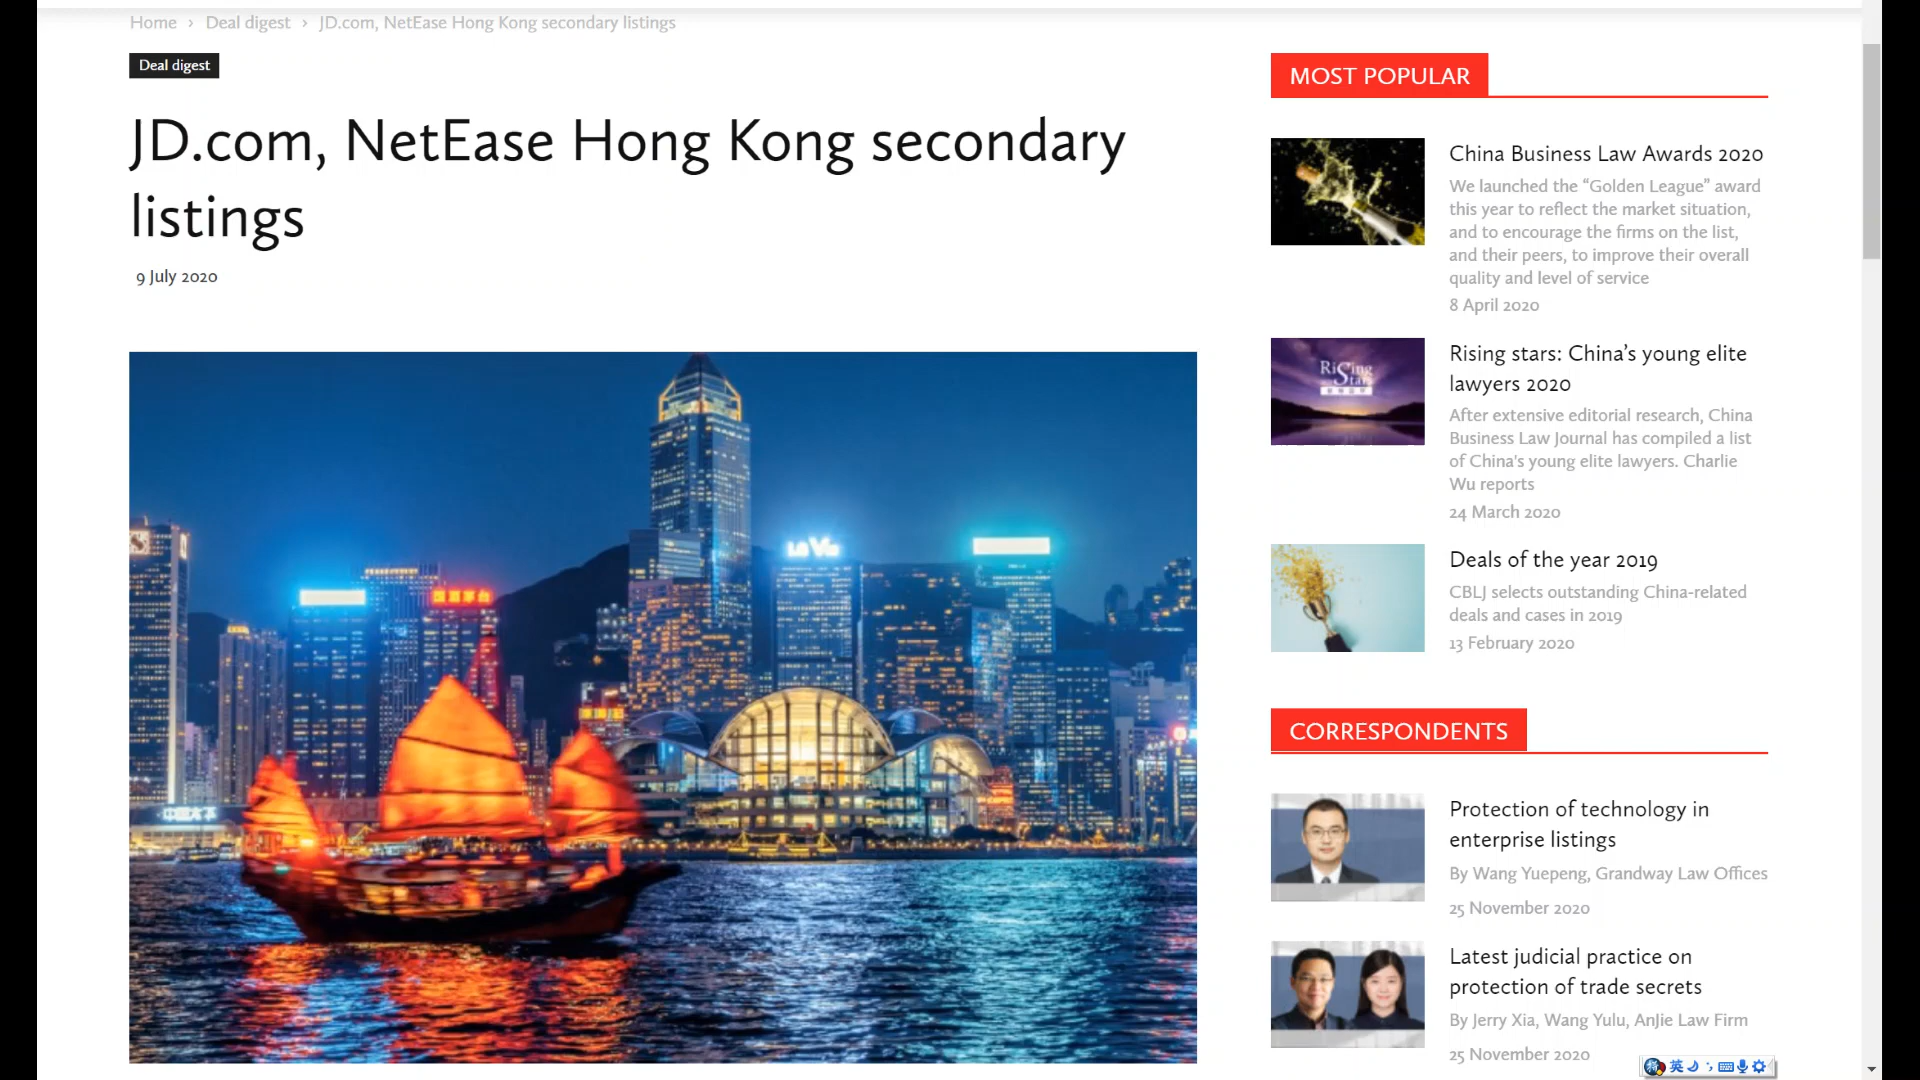 Home › Deal digest › JD.com, NetEase Hong Kong secondary listings
Deal digest
JD.com, NetEase Hong Kong secondary
listings
9 July 2020
MOST POPULAR
China Business Law Awards 2020
We launched the “Golden League” award
this year to reflect the market situation,
and to encourage the firms on the list,
and their peers, to improve their overall
quality and level of service
8 April 2020
Rising
Stars
Rising stars: China’s young elite
lawyers 2020
After extensive editorial research, China
Business Law Journal has compiled a list
of China's young elite lawyers. Charlie
Wu reports
24 March 2020
Deals of the year 2019
CBLJ selects outstanding China-related
deals and cases in 2019
13 February 2020
CORRESPONDENTS
Protection of technology in
enterprise listings
By Wang Yuepeng, Grandway Law Offices
25 November 2020
Latest judicial practice on
protection of trade secrets
By Jerry Xia, Wang Yulu, AnJie Law Firm
25 November 2020
英